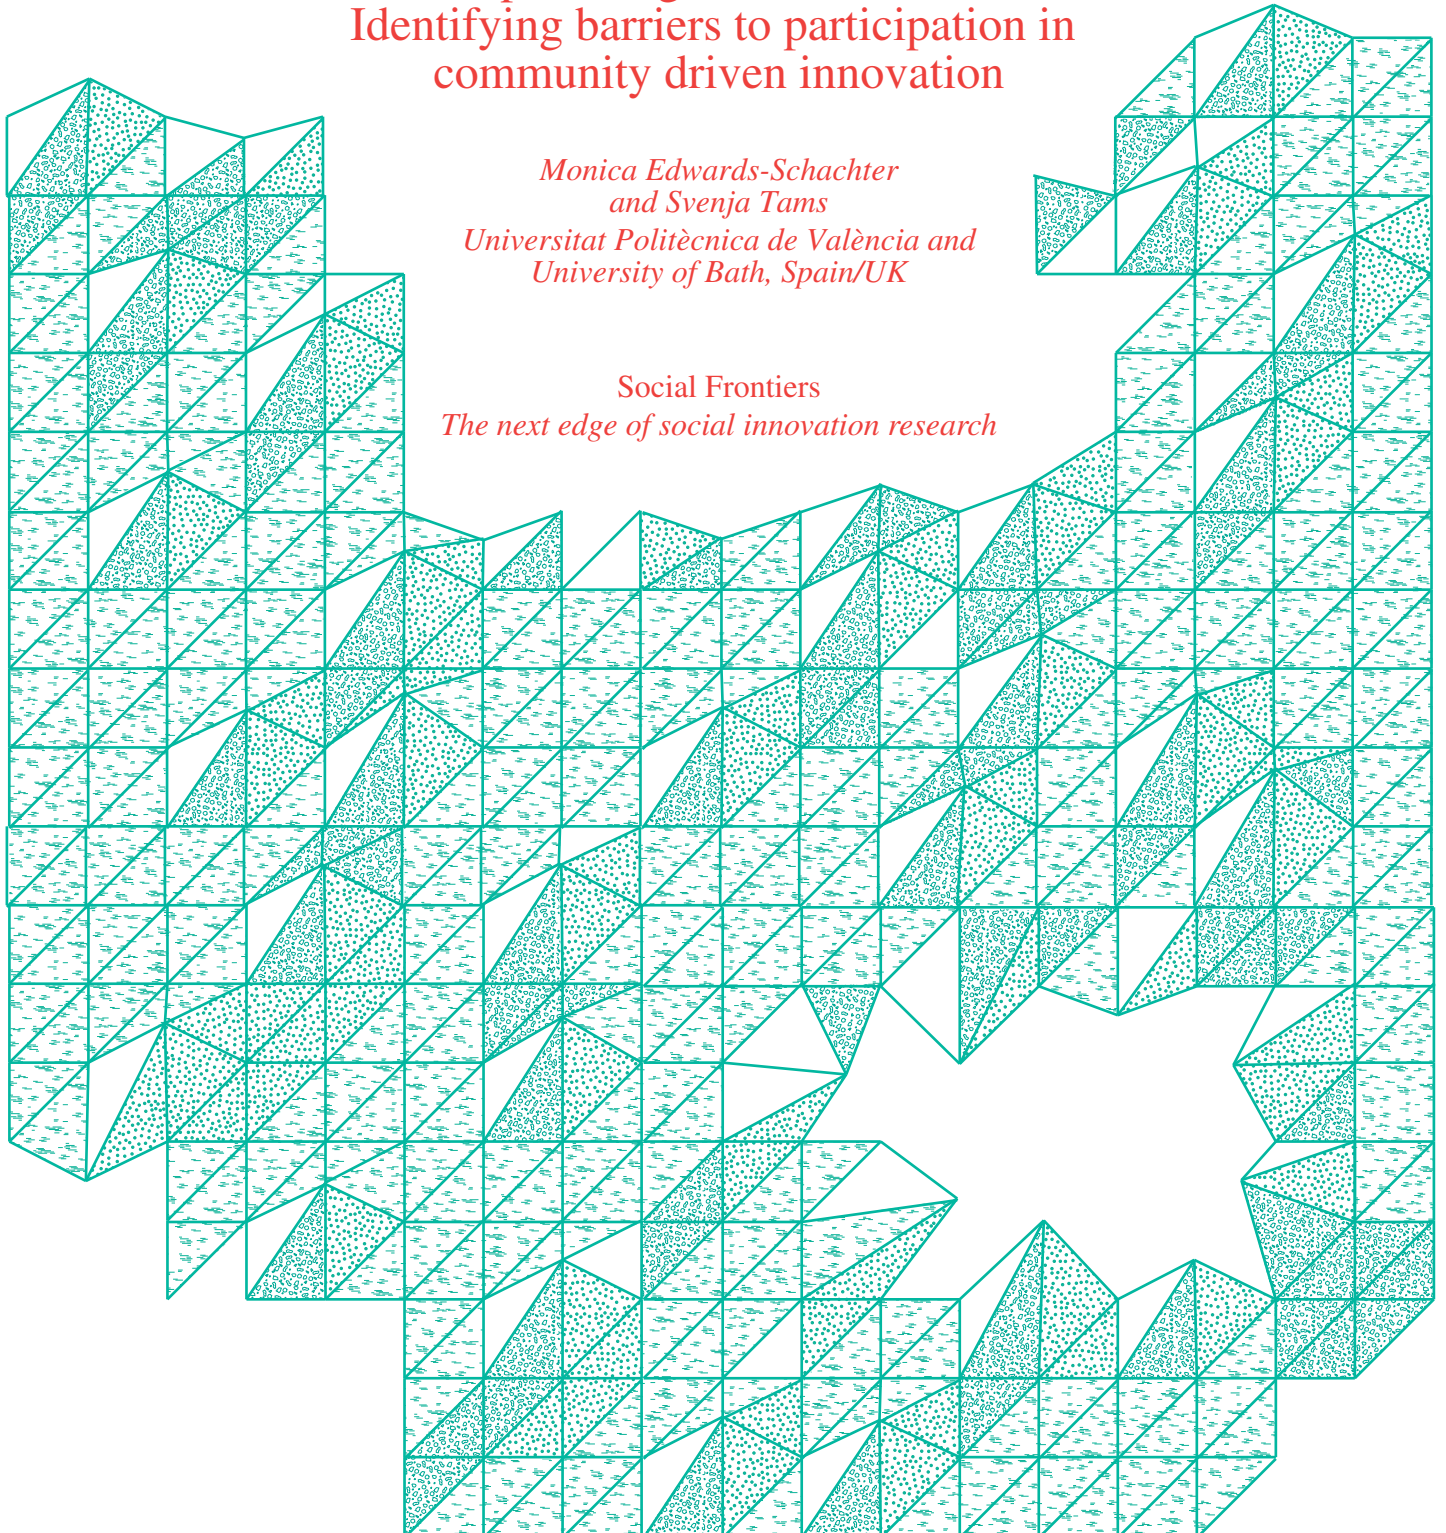 Identifying barriers to participation in
community driven innovation
Monica Edwards-Schachter
and Svenja Tams
Universitat Politècnica de València and
University of Bath, Spain/UK
Social Frontiers
The next edge of social innovation research